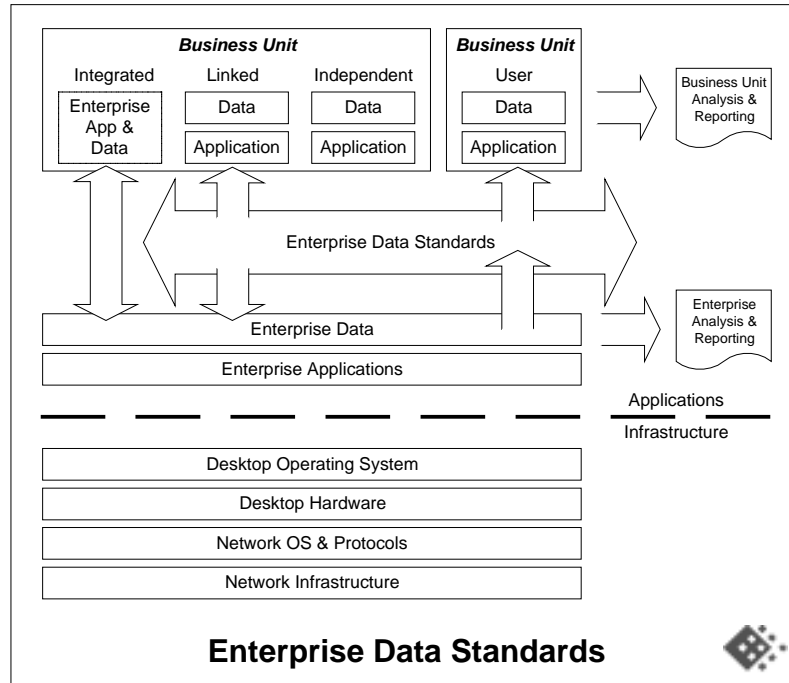 Business Unit
Business Unit
Integrated
Linked
Independent
User
Enterprise
App &
Data
Data
Application
Data
Application
Data
Application
Business Unit
Analysis &
Reporting
Enterprise Data Standards
Enterprise Data
Enterprise Applications
Enterprise
Analysis &
Reporting
Applications
Infrastructure
Desktop Operating System
Desktop Hardware
Network OS & Protocols
Network Infrastructure
Enterprise Data Standards